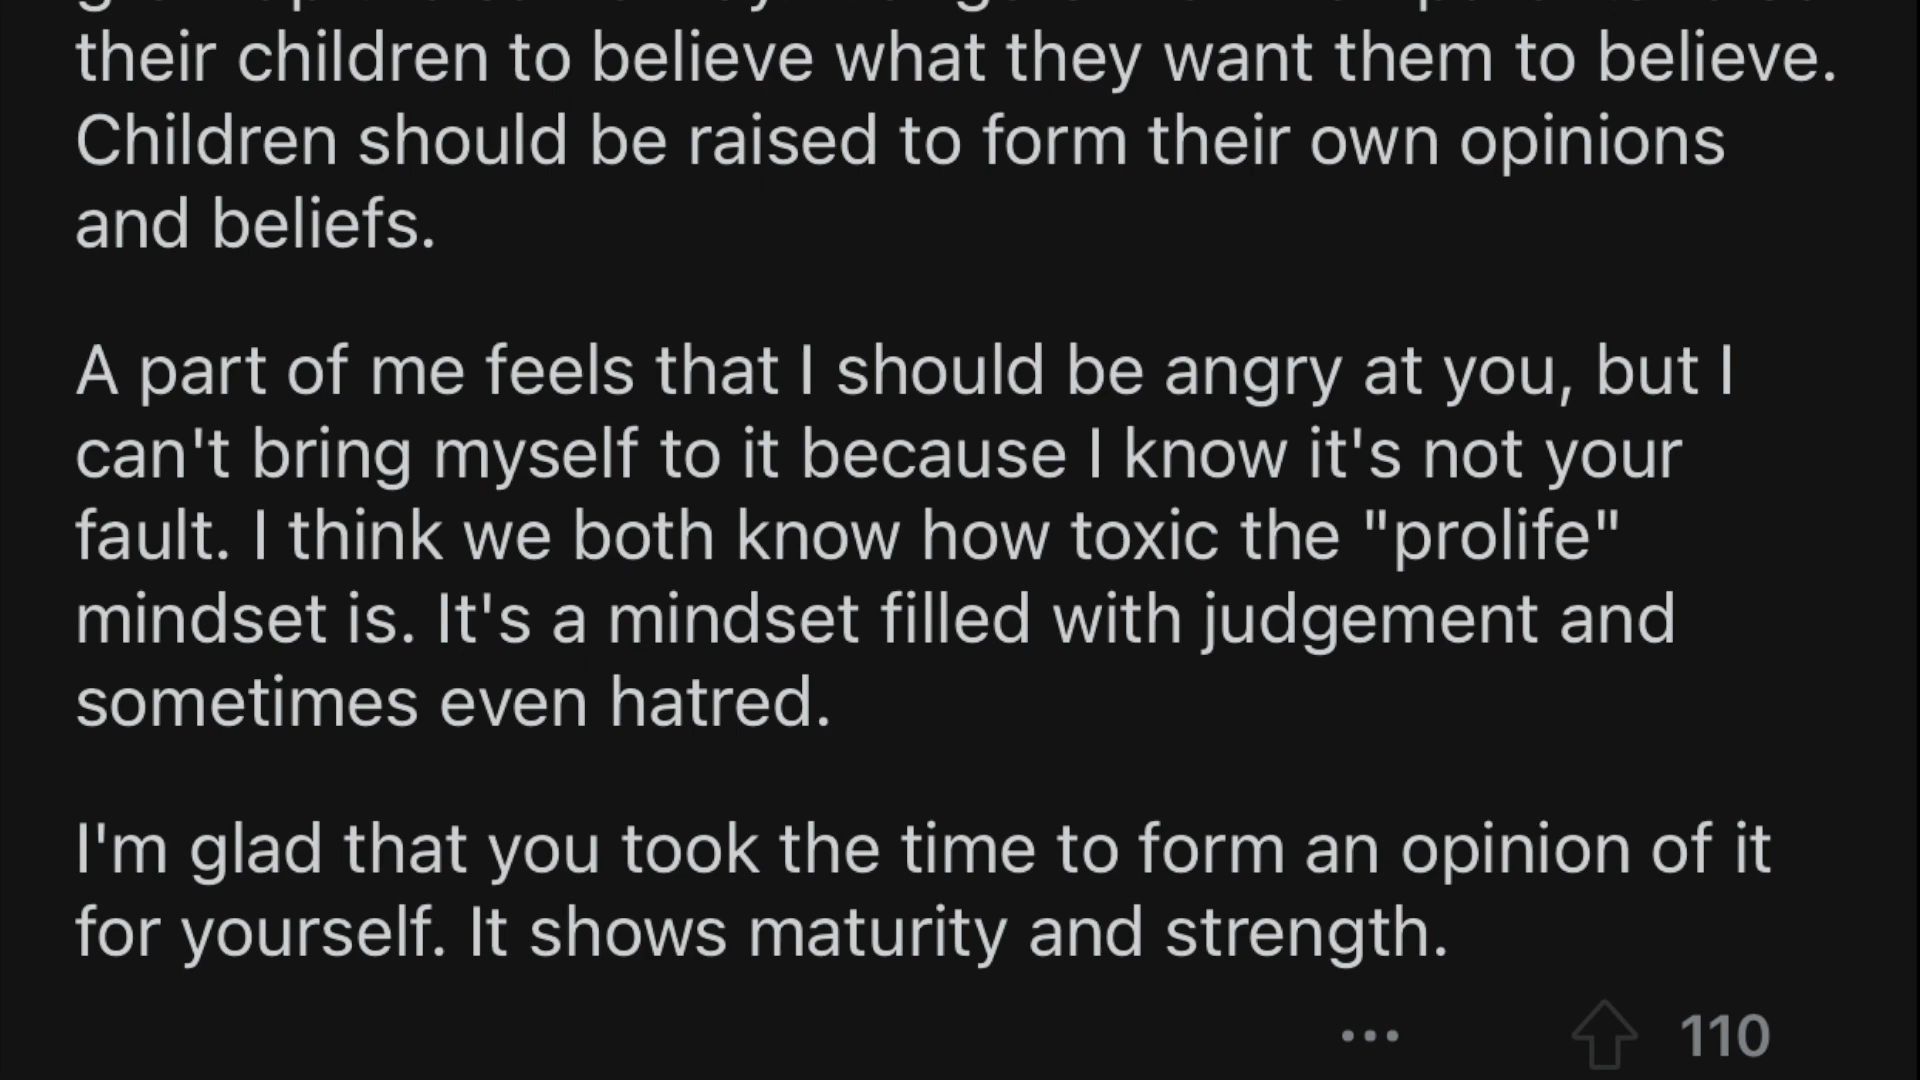 their children to believe what they want them to believe.
Children should be raised to form their own opinions
and beliefs.
A part of me feels that I should be angry at you, but I
can't bring myself to it because I know it's not your
fault. I think we both know how toxic the "prolife"
mindset is. It's a mindset filled with judgement and
sometimes even hatred.
I'm glad that you took the time to form an opinion of it
for yourself. It shows maturity and strength.
... 110